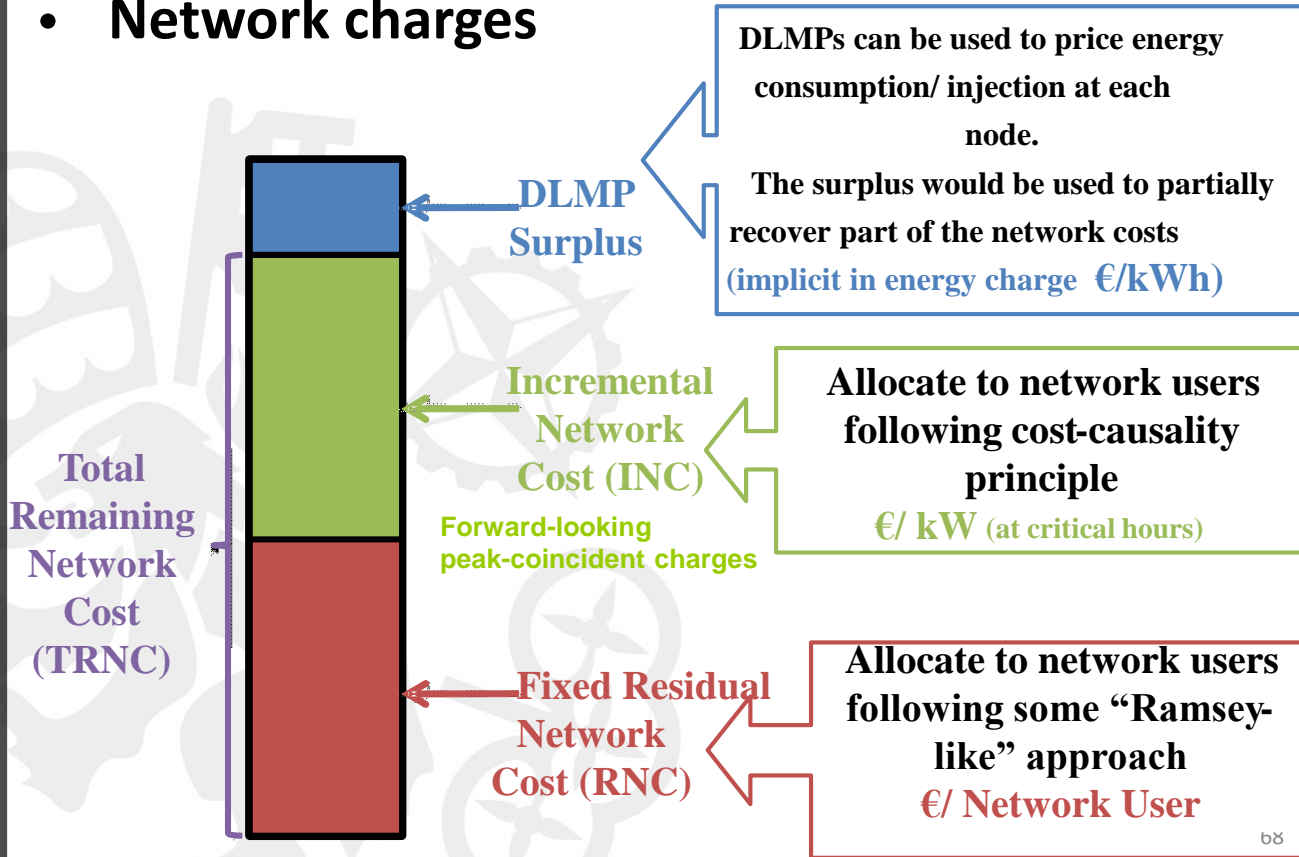 • Network charges
DLMPs can be used to price energy
consumption/ injection at each
node.
The surplus would be used to partially
recover part of the network costs
(implicit in energy charge €/kWh)
DLMP
Surplus
Incremental
Network
Cost (INC)
Forward-looking
peak-coincident charges
Allocate to network users
following cost-causality
principle
€/ kW (at critical hours)
Total
Remaining
Network
Cost
(TRNC)
Fixed Residual
Network
Cost (RNC)
Allocate to network users
following some “Ramsey-
like” approach
€/ Network User
68